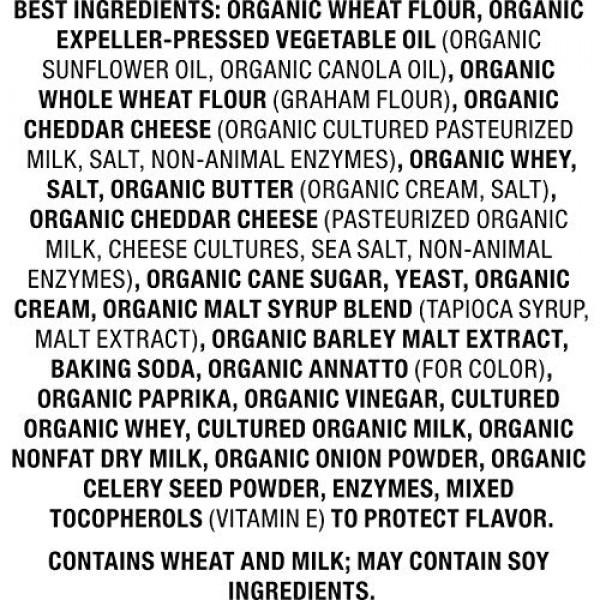 BEST INGREDIENTS: ORGANIC WHEAT FLOUR, ORGANIC
EXPELLER-PRESSED VEGETABLE OIL (ORGANIC
SUNFLOWER OIL, ORGANIC CANOLA OIL), ORGANIC
WHOLE WHEAT FLOUR (GRAHAM FLOUR), ORGANIC
CHEDDAR CHEESE (ORGANIC CULTURED PASTEURIZED
MILK, SALT, NON-ANIMAL ENZYMES), ORGANIC WHEY,
SALT, ORGANIC BUTTER (ORGANIC CREAM, SALT),
ORGANIC CHEDDAR CHEESE (PASTEURIZED ORGANIC
MILK, CHEESE CULTURES, SEA SALT, NON-ANIMAL
ENZYMES), ORGANIC CANE SUGAR, YEAST, ORGANIC
CREAM, ORGANIC MALT SYRUP BLEND (TAPIOCA SYRUP,
MALT EXTRACT), ORGANIC BARLEY MALT EXTRACT,
BAKING SODA, ORGANIC ANNATTO (FOR COLOR),
ORGANIC PAPRIKA, ORGANIC VINEGAR, CULTURED
ORGANIC WHEY, CULTURED ORGANIC MILK, ORGANIC
NONFAT DRY MILK, ORGANIC ONION POWDER, ORGANIC
CELERY SEED POWDER, ENZYMES, MIXED
TOCOPHEROLS (VITAMIN E) TO PROTECT FLAVOR.
CONTAINS WHEAT AND MILK; MAY CONTAIN SOY
INGREDIENTS.